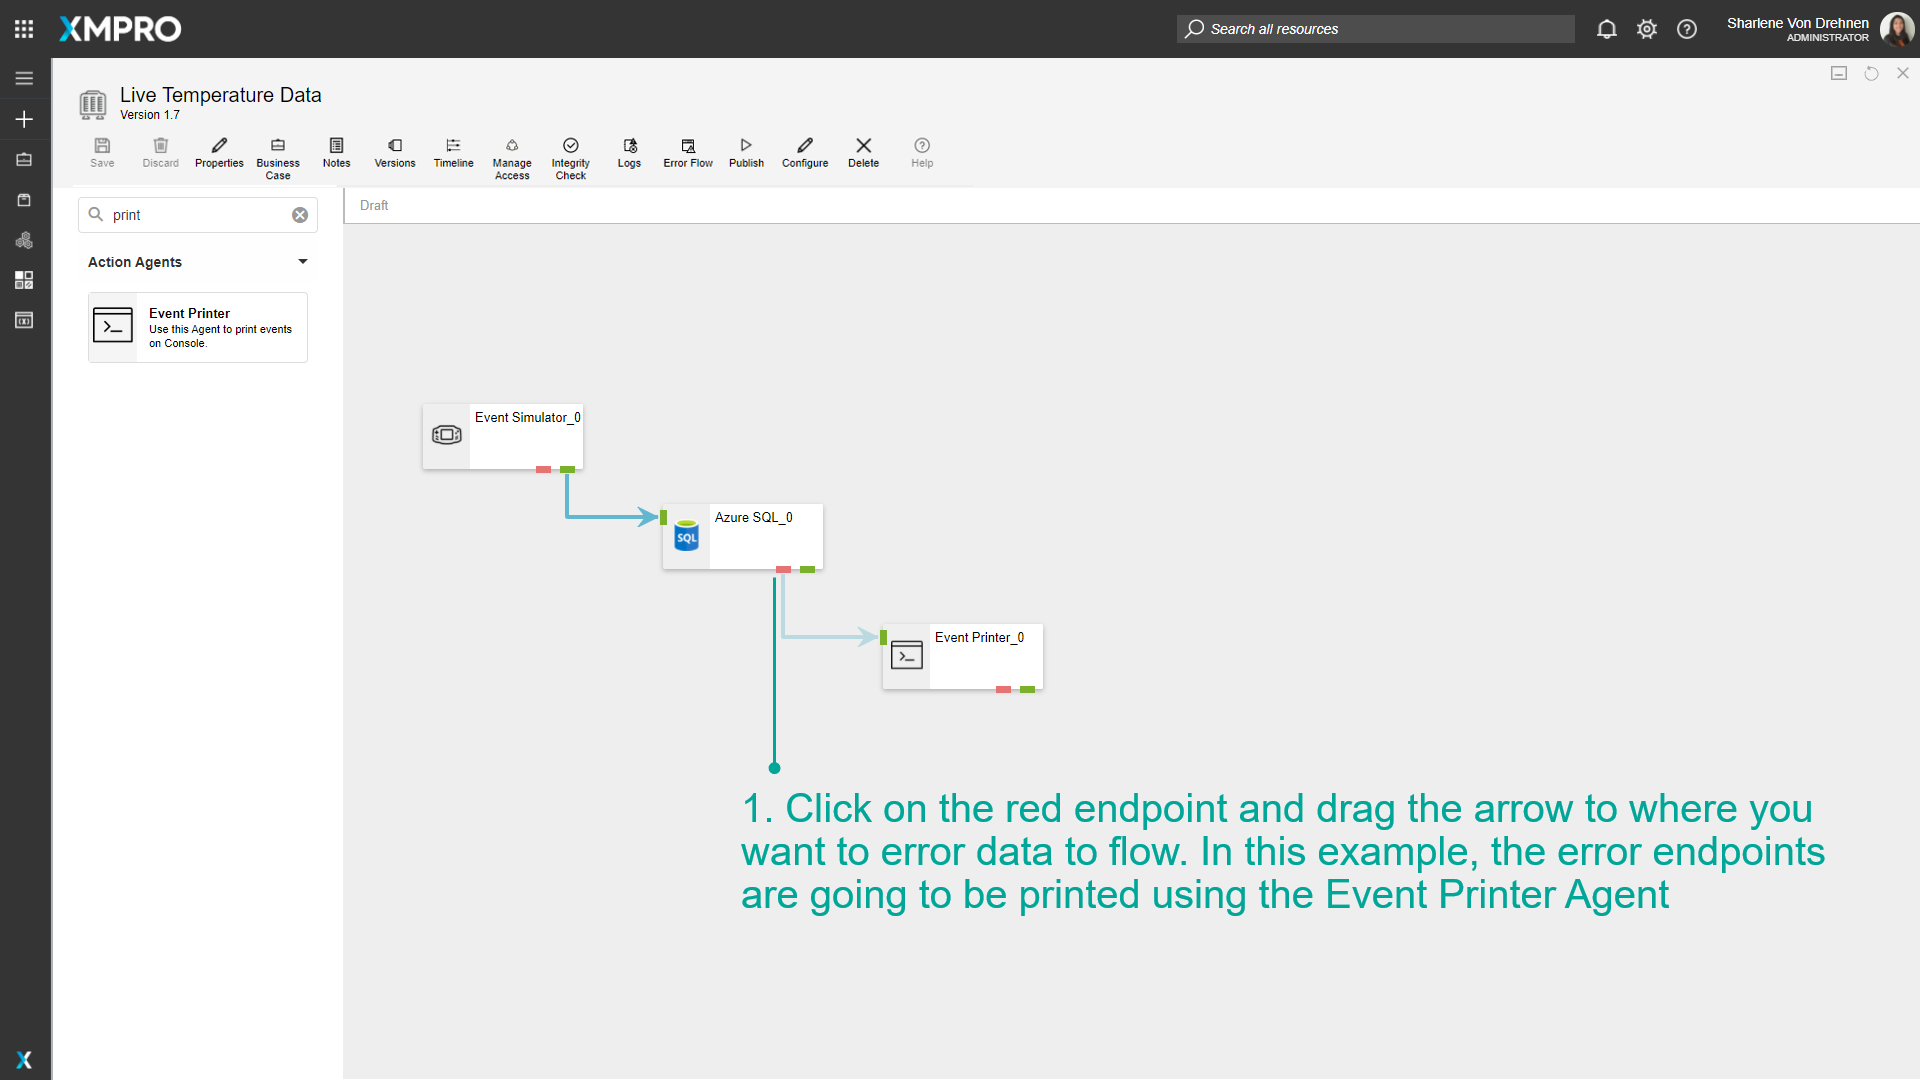 XMPRO
Search all resources
Sharlene Von Drehnen
ADMINISTRATOR
Live Temperature Data
Version 1.7
Save
Discard
Properties
Business
Case
Notes
Versions
Timeline
Manage
Access
Integrity
Check
Logs
Error Flow
Publish
Configure
Delete
Help
print
Draft
Action Agents
Event Printer
Use this Agent to print events
on Console.
Event Simulator_0
Azure SQL_0
SQL
Event Printer_0
1. Click on the red endpoint and drag the arrow to where you
want to error data to flow. In this example, the error endpoints
are going to be printed using the Event Printer Agent